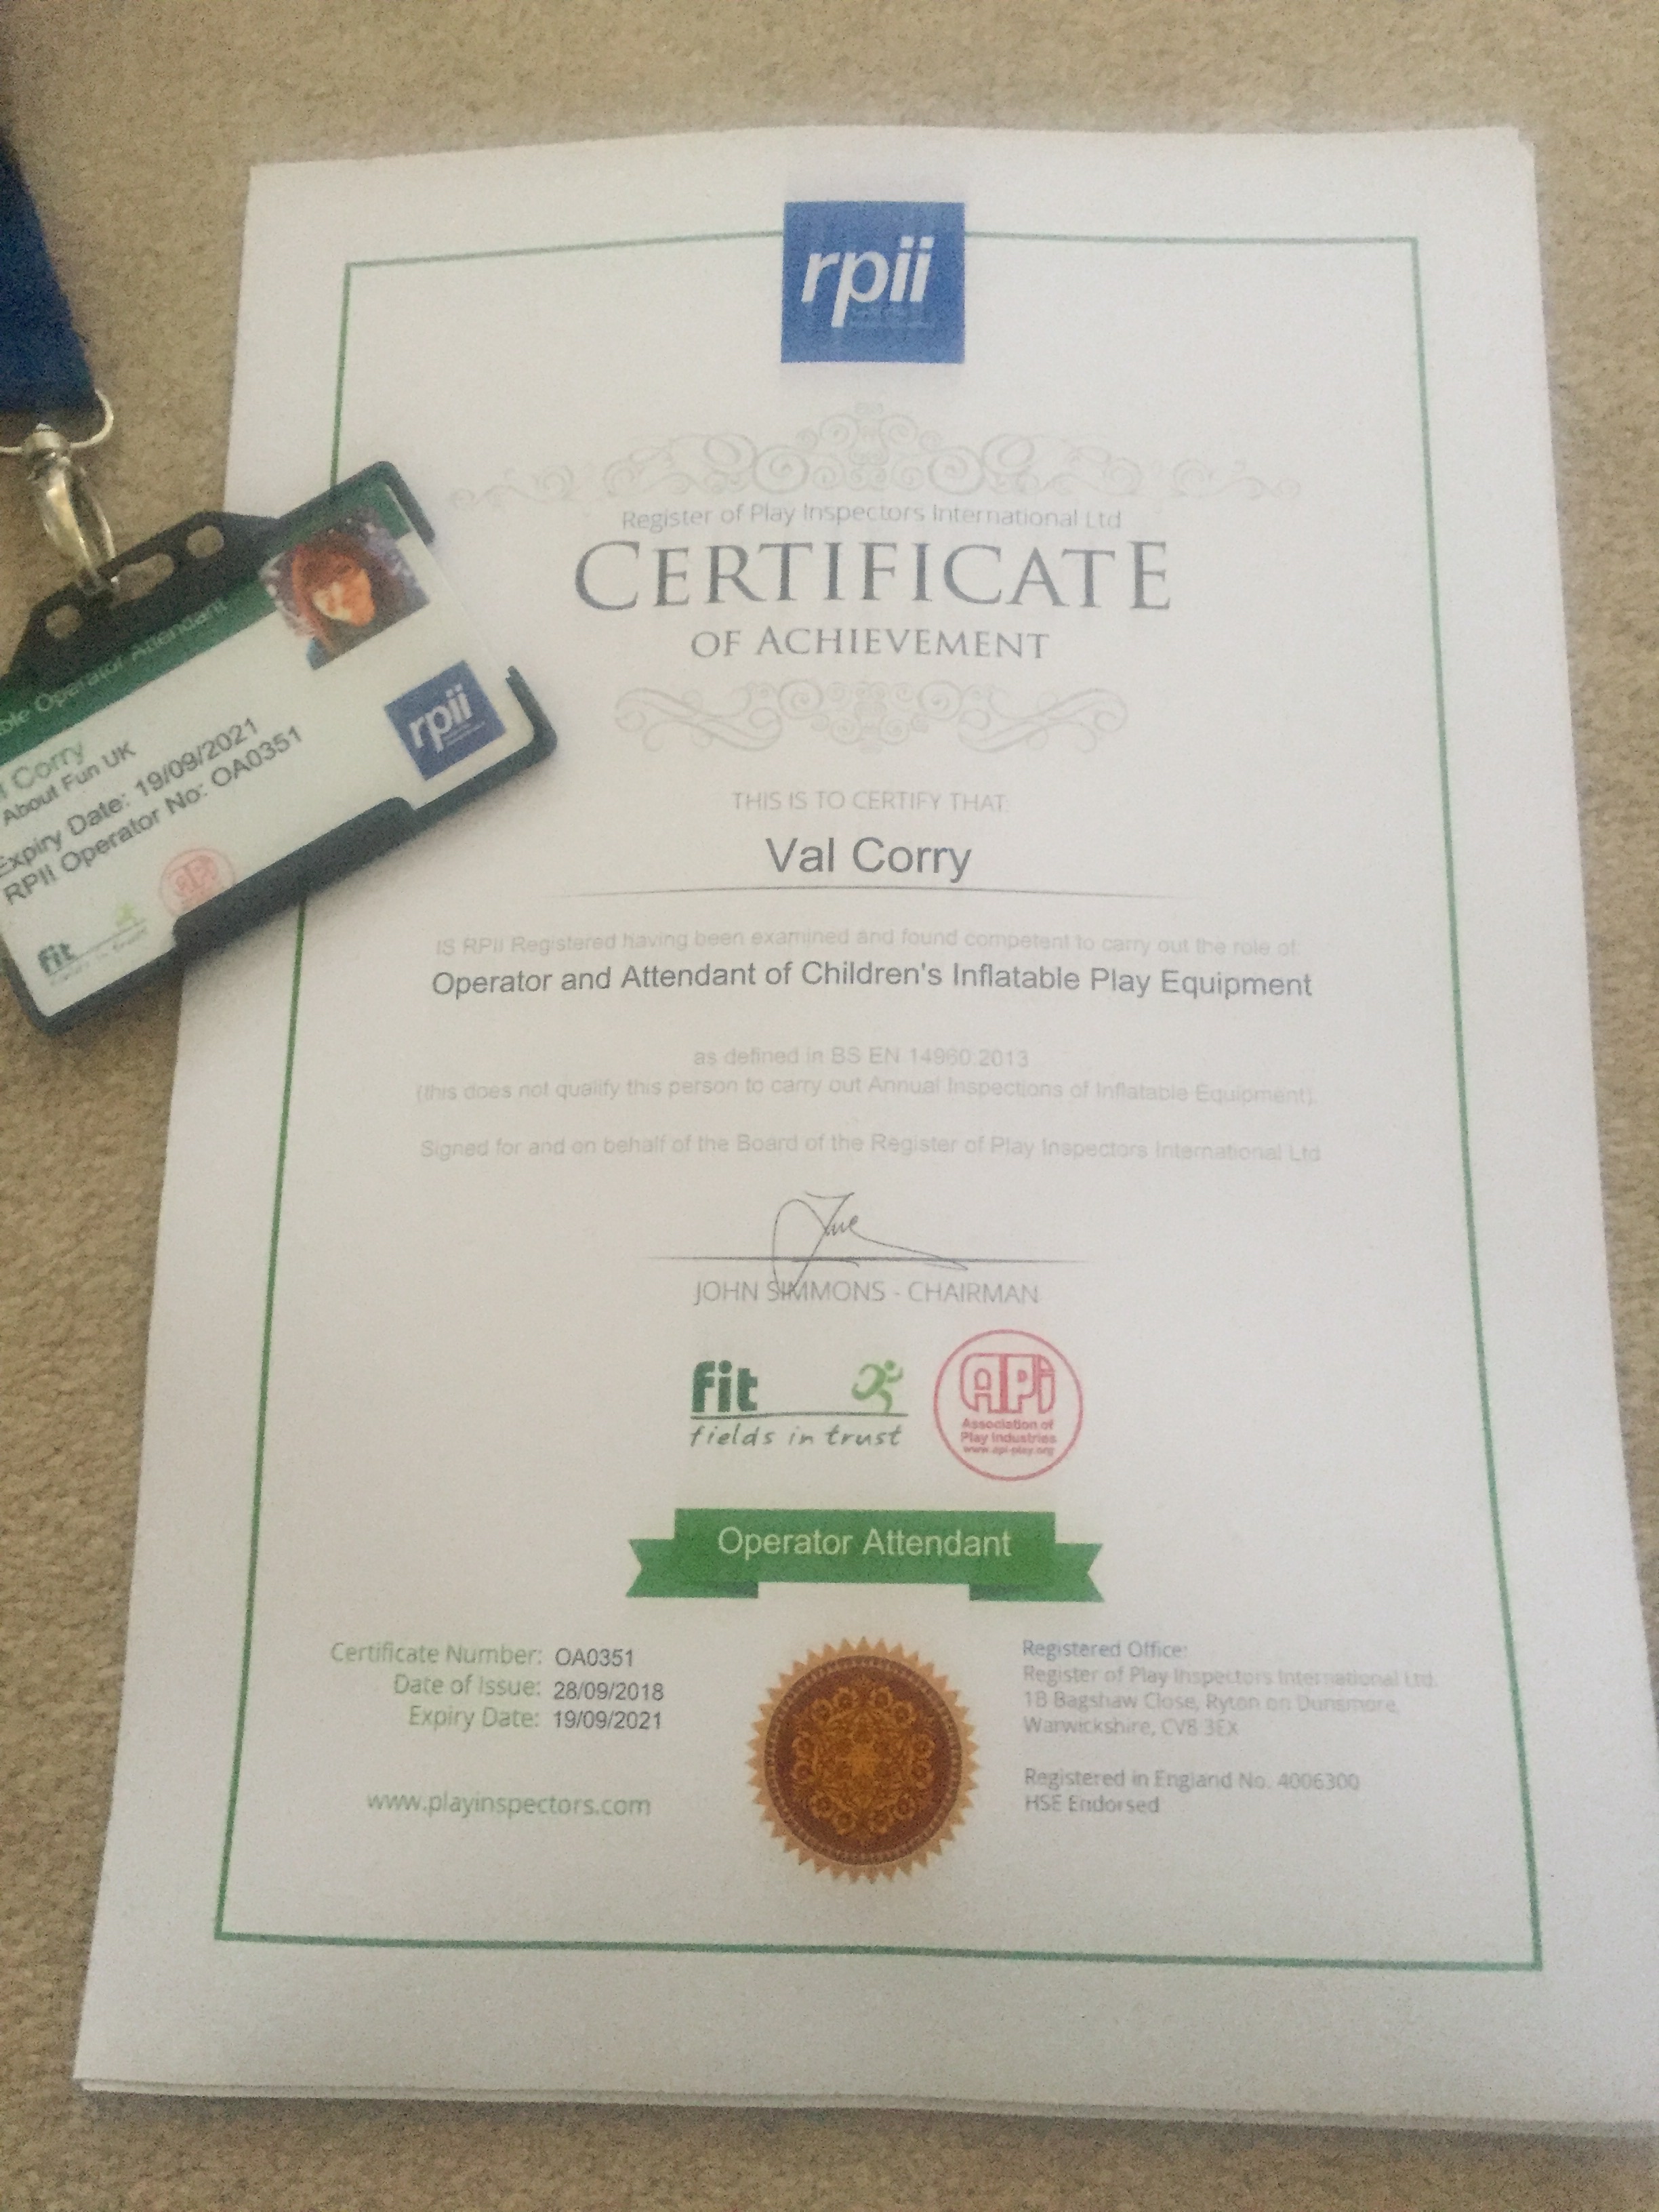 rpii
Register of Play Inspectors International Ltd
CERTIFICATE
OF ACHIEVEMENT
THIS IS TO CERTIFY THAT:
Val Corry
IS RPII Registered having been examined and found competent to carry out the role of:
Operator and Attendant of Children's Inflatable Play Equipment
as defined in BS EN 14960:2013
(this does not qualify this person to carry out Annual Inspections of Inflatable Equipment).
Signed for and on behalf of the Board of the Register of Play Inspectors International Ltd
JOHN SIMMONS - CHAIRMAN
fit
fields in trust
APi
Association of
Play Industries
www.api-play.org
Operator Attendant
Certificate Number: OA0351
Date of Issue: 28/09/2018
Expiry Date: 19/09/2021
www.playinspectors.com
Registered Office:
Register of Play Inspectors International Ltd.
1B Bagshaw Close, Ryton on Dunsmore,
Warwickshire, CV8 3EX
Registered in England No. 4006300
HSE Endorsed
Operator Attendant
Corry
About Fun UK
Expiry Date: 19/09/2021
RPII Operator No: OA0351
rpii
fit